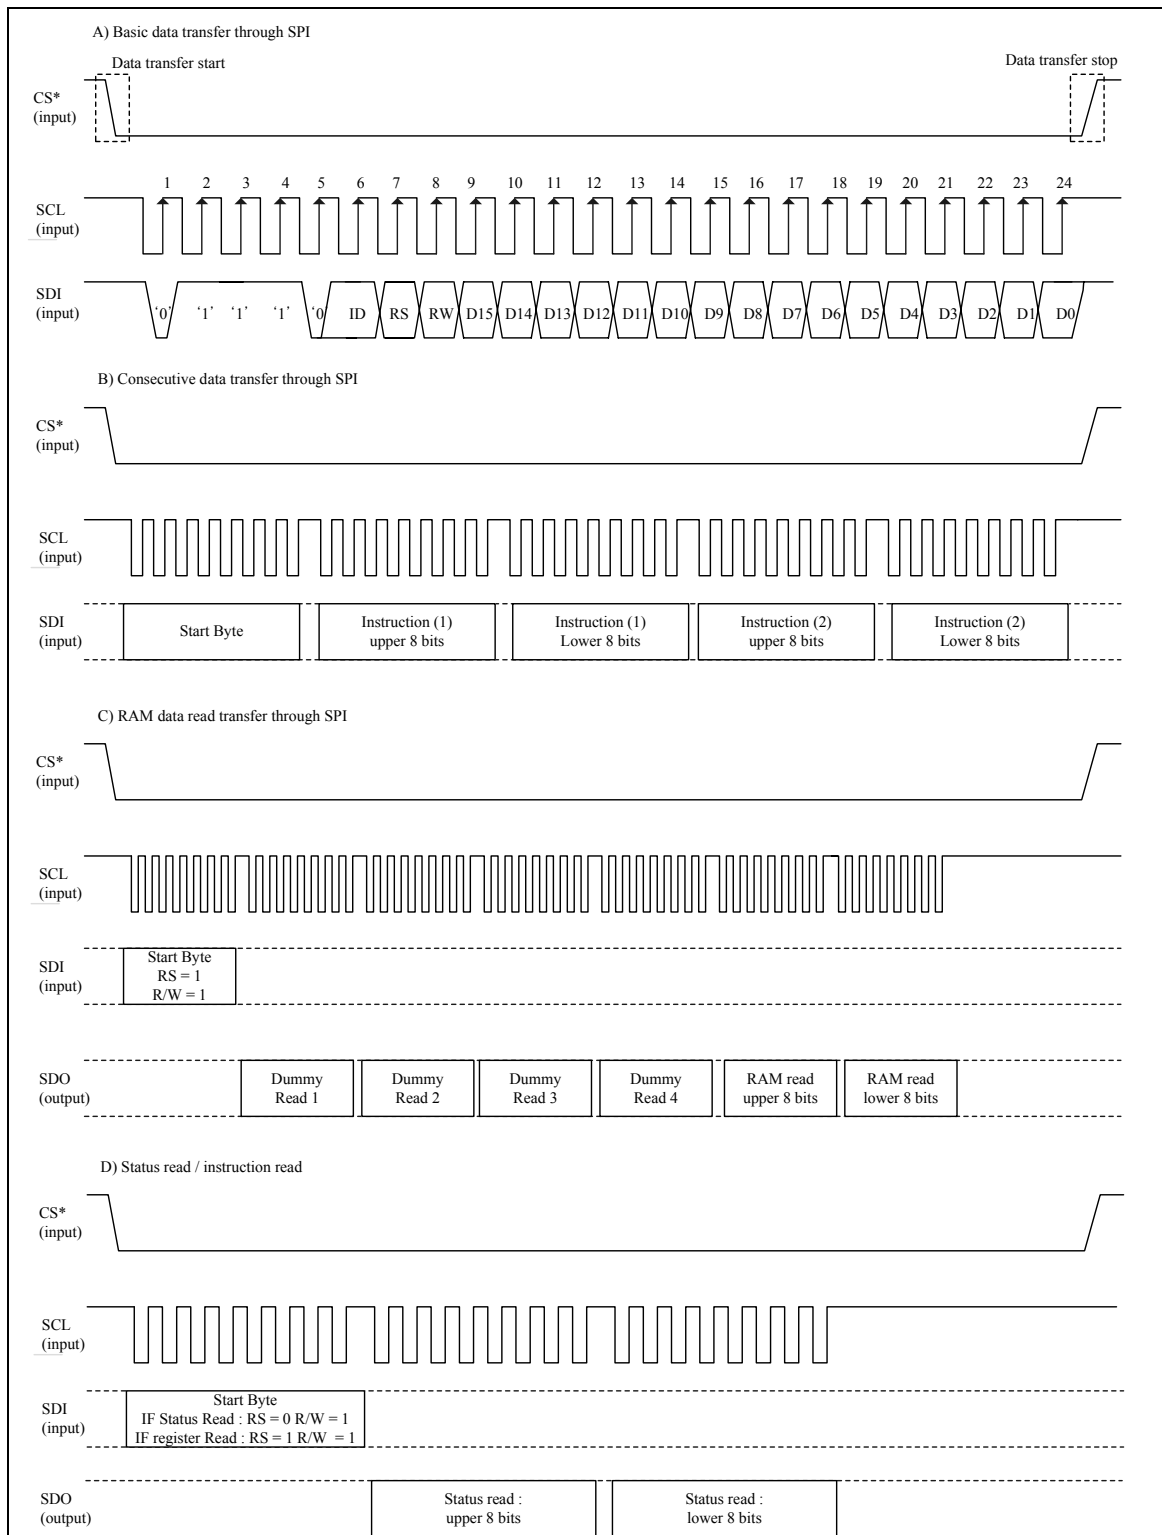 A) Basic data transfer through SPI
Data transfer start
Data transfer stop
CS*
(input)
1 2 3 4 5 6 7 8 9 10 11 12 13 14 15 16 17 18 19 20 21 22 23 24
SCL
(input)
SDI
(input)
‘0’ ‘1’ ‘1’ ‘1’ ‘0’ ID RS RW D15 D14 D13 D12 D11 D10 D9 D8 D7 D6 D5 D4 D3 D2 D1 D0
B) Consecutive data transfer through SPI
CS*
(input)
SCL
(input)
SDI
(input)
Start Byte
Instruction (1)
upper 8 bits
Instruction (1)
Lower 8 bits
Instruction (2)
upper 8 bits
Instruction (2)
Lower 8 bits
C) RAM data read transfer through SPI
CS*
(input)
SCL
(input)
SDI
(input)
Start Byte
RS = 1
R/W = 1
SDO
(output)
Dummy
Read 1
Dummy
Read 2
Dummy
Read 3
Dummy
Read 4
RAM read
upper 8 bits
RAM read
lower 8 bits
D) Status read / instruction read
CS*
(input)
SCL
(input)
SDI
(input)
Start Byte
IF Status Read : RS = 0 R/W = 1
IF register Read : RS = 1 R/W = 1
SDO
(output)
Status read :
upper 8 bits
Status read :
lower 8 bits